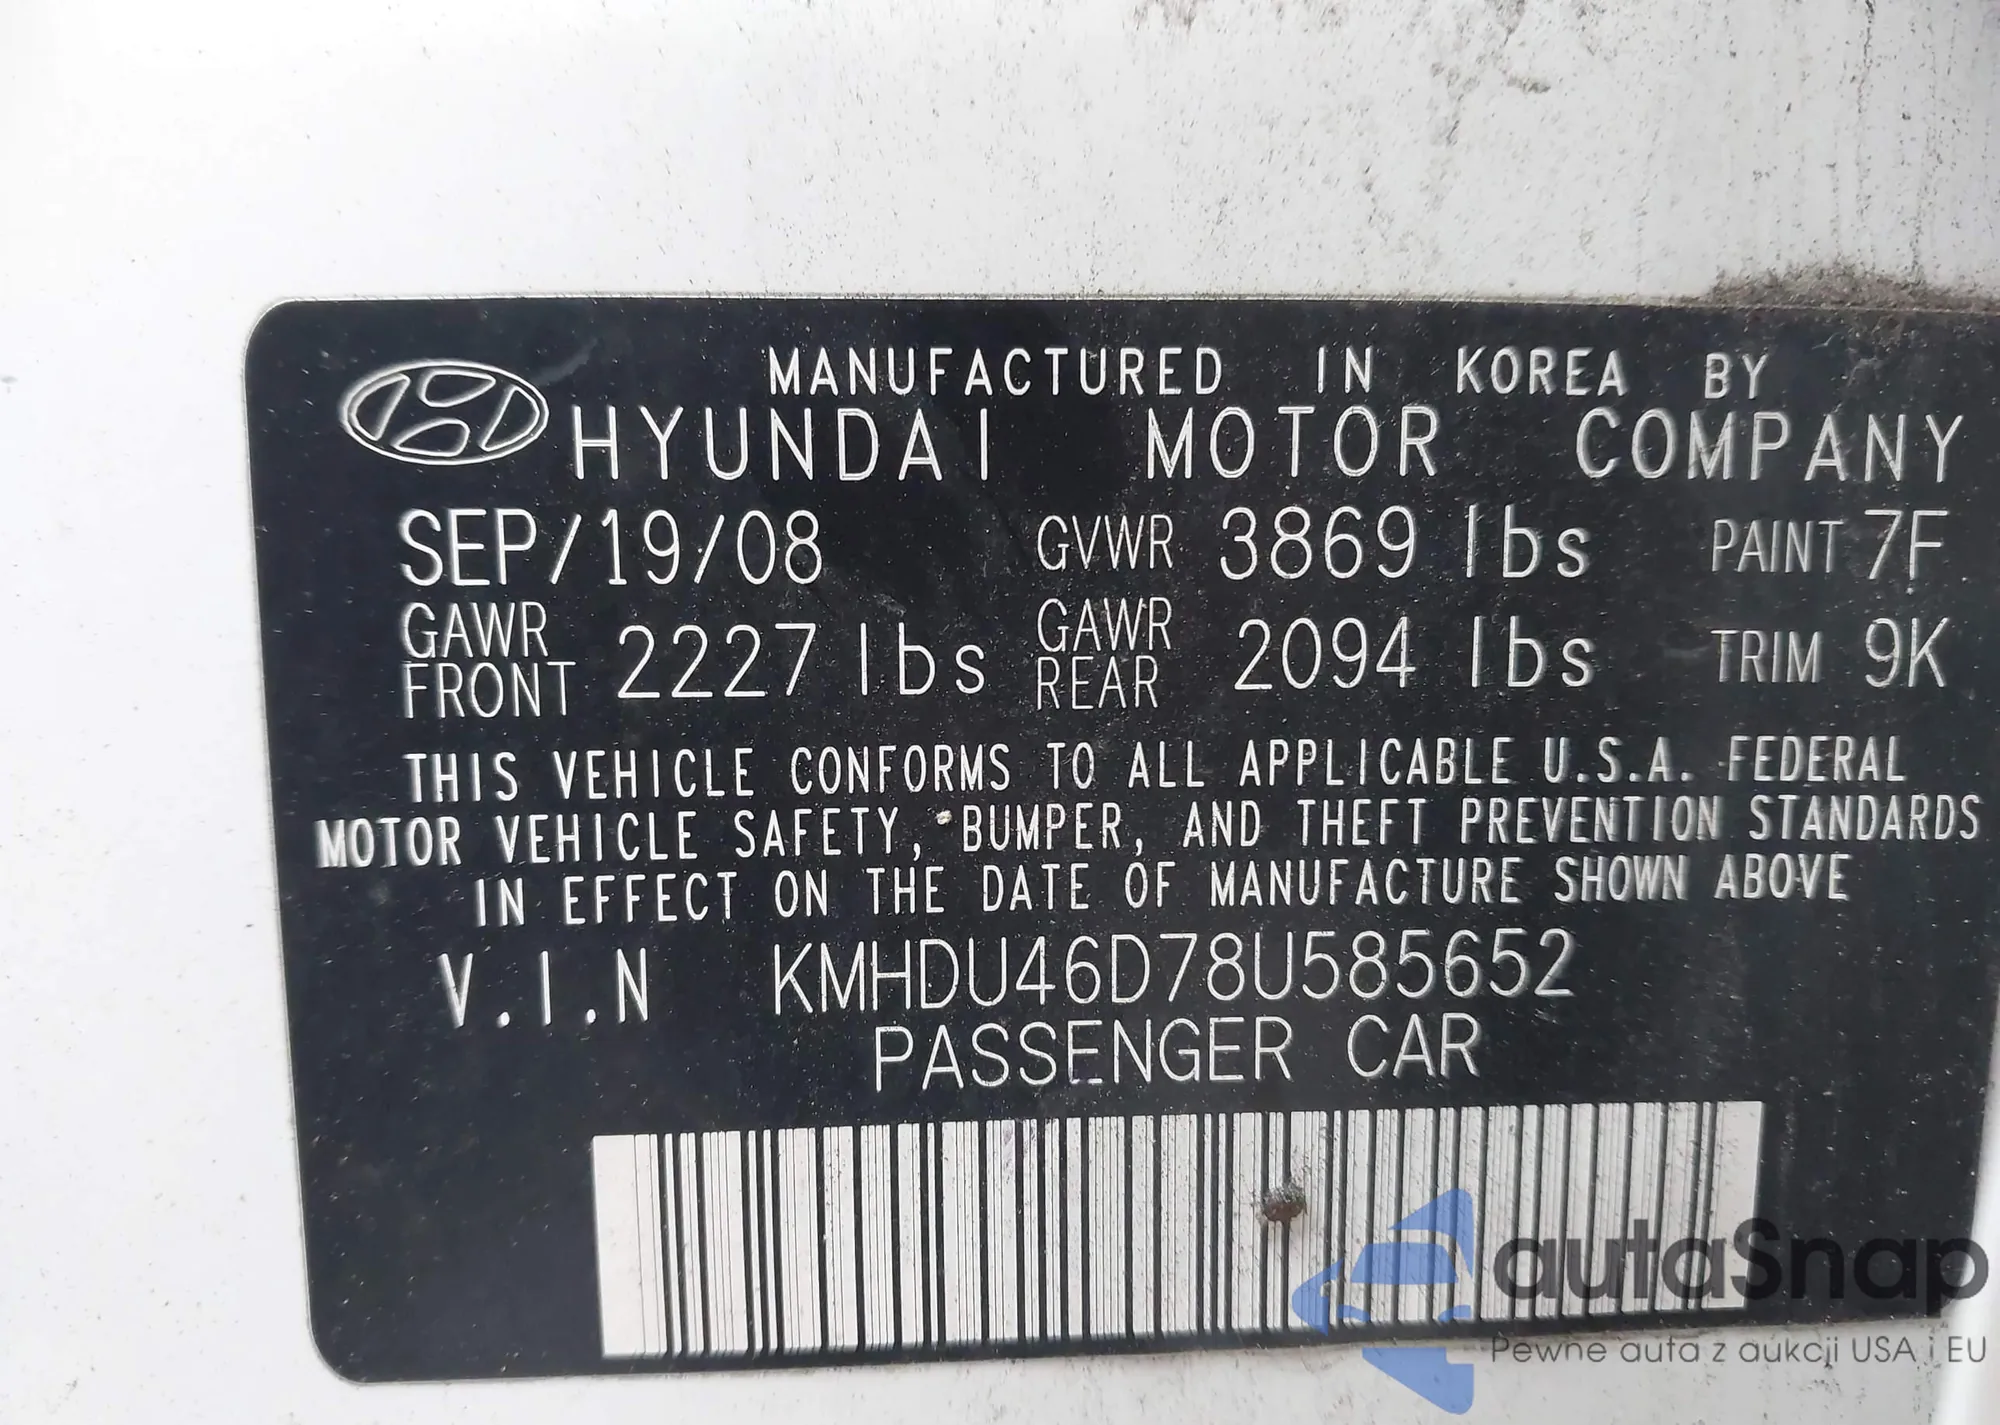 MANUFACTURED IN KOREA BY
HYUNDAI MOTOR COMPANY
SEP/19/08 GVWR 3869 lbs PAINT 7F
GAWR FRONT 2227 lbs GAWR REAR 2094 lbs TRIM 9K
THIS VEHICLE CONFORMS TO ALL APPLICABLE U.S.A. FEDERAL
MOTOR VEHICLE SAFETY, BUMPER, AND THEFT PREVENTION STANDARDS
IN EFFECT ON THE DATE OF MANUFACTURE SHOWN ABOVE
V.I.N KMHDU46D78U585652
PASSENGER CAR
autaSnap
Pewne auta z aukcji USA i EU